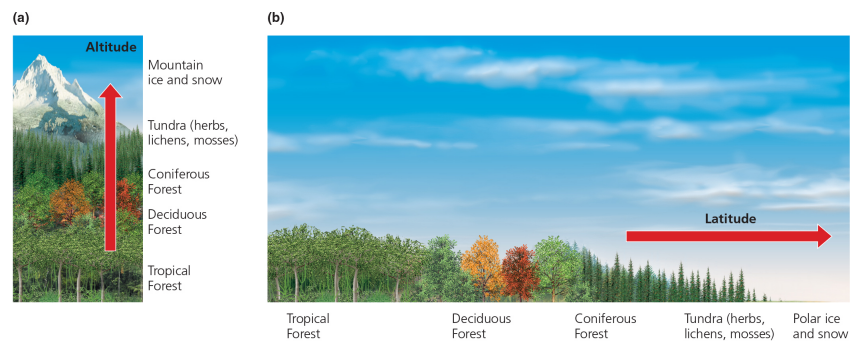 (a)
Altitude
Mountain
ice and snow
Tundra (herbs,
lichens, mosses)
Coniferous
Forest
Deciduous
Forest
Tropical
Forest
(b)
Latitude
Tropical
Forest
Deciduous
Forest
Coniferous
Forest
Tundra (herbs,
lichens, mosses)
Polar ice
and snow